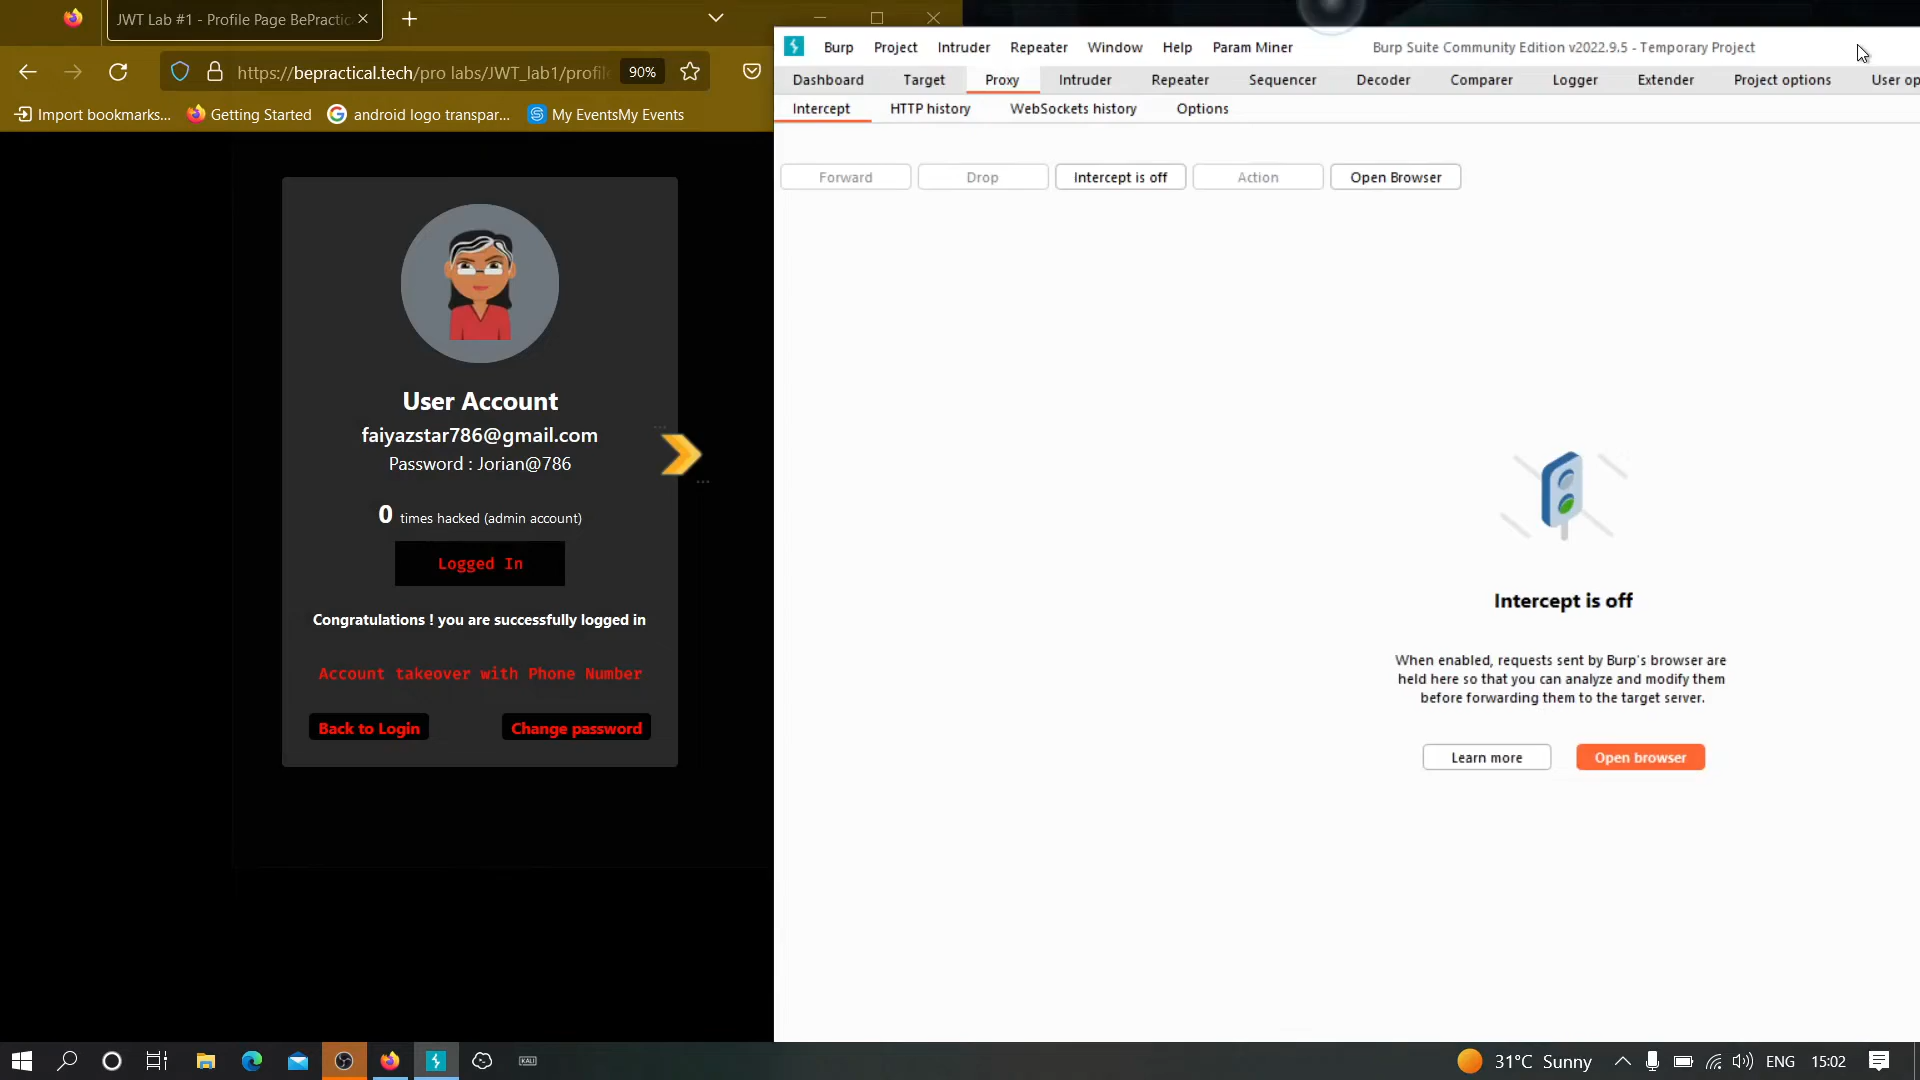 JWT Lab #1 - Profile Page BePractic
https://bepractical.tech/pro labs/JWT_lab1/profile
90%
Import bookmarks...
Getting Started
android logo transpar...
My EventsMy Events
User Account
faiyazstar786@gmail.com
Password : Jorian@786
0 times hacked (admin account)
Logged In
Congratulations ! you are successfully logged in
Account takeover with Phone Number
Back to Login
Change password
Burp
Project
Intruder
Repeater
Window
Help
Param Miner
Burp Suite Community Edition v2022.9.5 - Temporary Project
Dashboard
Target
Proxy
Intruder
Repeater
Sequencer
Decoder
Comparer
Logger
Extender
Project options
User op
Intercept
HTTP history
WebSockets history
Options
Forward
Drop
Intercept is off
Action
Open Browser
Intercept is off
When enabled, requests sent by Burp's browser are
held here so that you can analyze and modify them
before forwarding them to the target server.
Learn more
Open browser
KALI
31°C Sunny
ENG
15:02